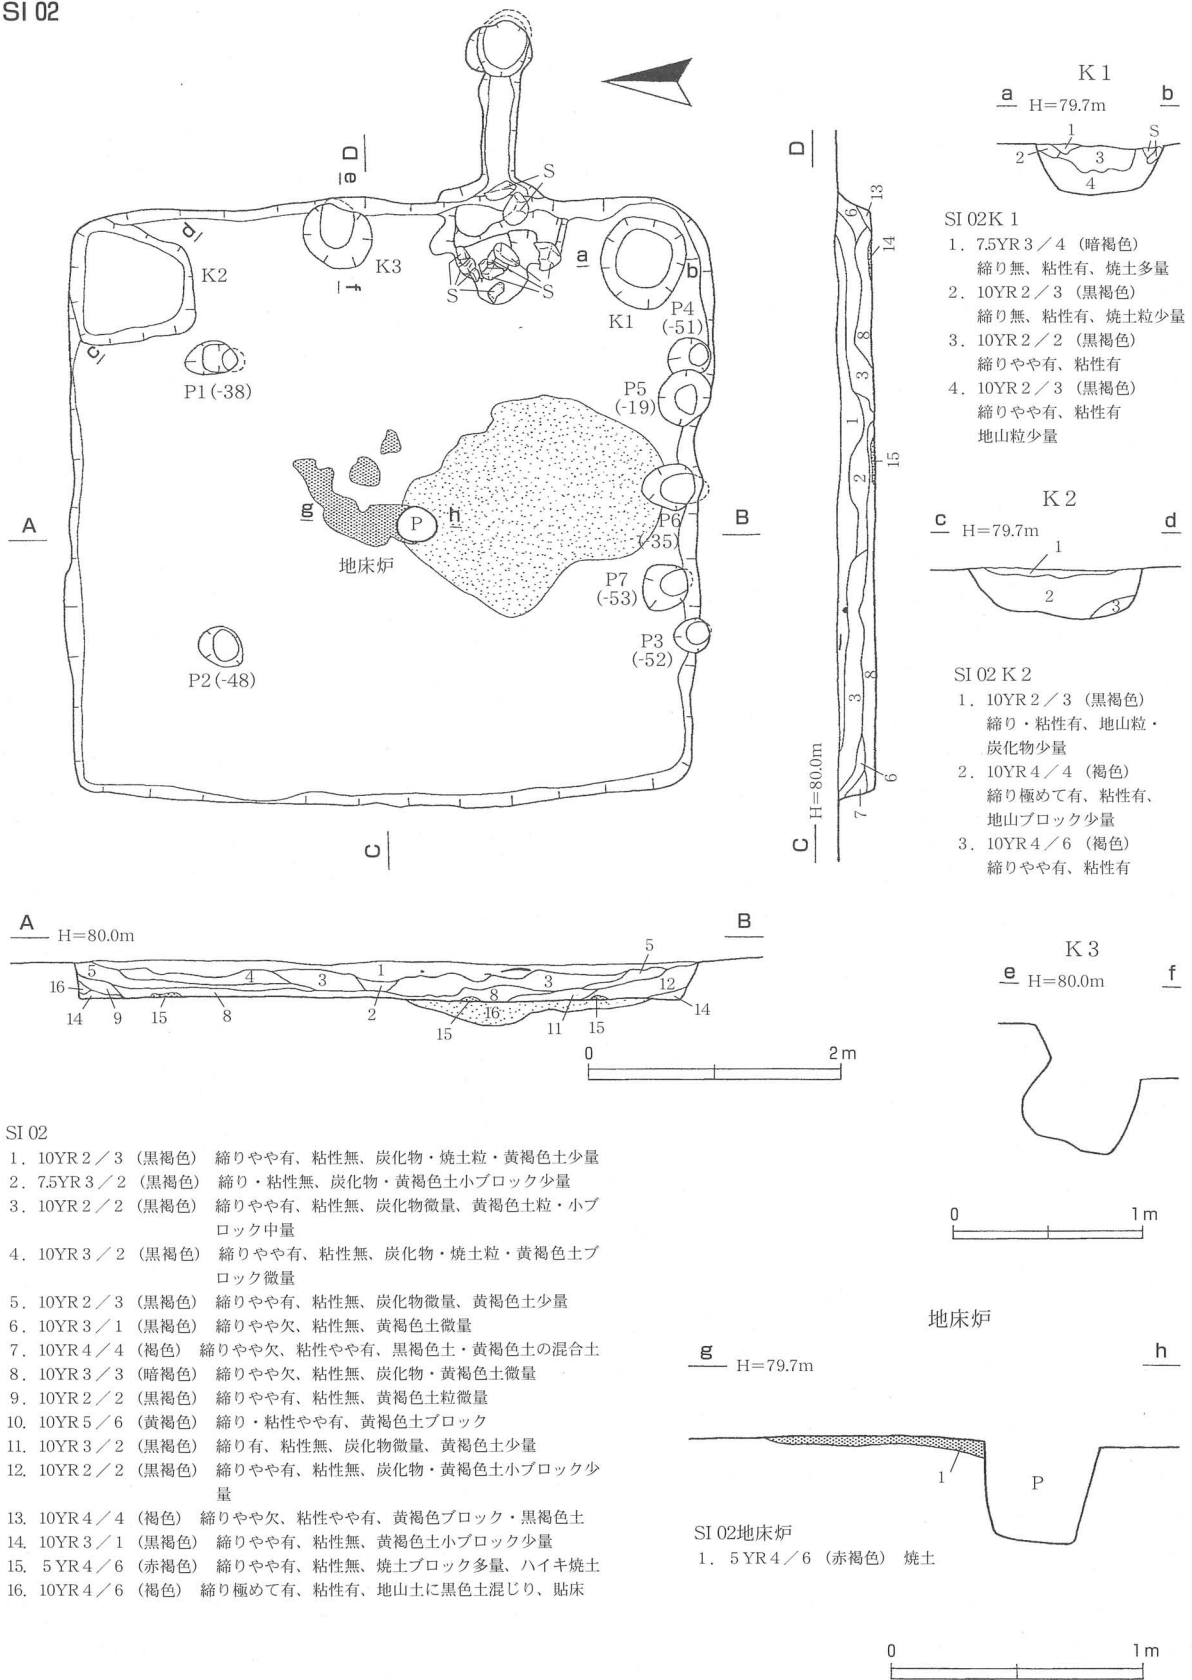 SI 02
D
e
d
c
K2
K3
f
S
S
S
S
a
b
K1
P4
(-51)
P5
(-19)
P1(-38)
A
g
P
h
地床炉
P6
(-35)
B
P7
(-53)
P3
(-52)
P2(-48)
C
D
13
6
14
8
3
1
15
2
3
8
6
7
C
H=80.0m
K1
a
H=79.7m
b
1
S
2
3
4
SI 02K 1
1. 7.5YR 3/4 (暗褐色)
締り無、粘性有、焼土多量
2. 10YR 2/3 (黒褐色)
締り無、粘性有、焼土粒少量
3. 10YR 2/2 (黒褐色)
締りやや有、粘性有
4. 10YR 2/3 (黒褐色)
締りやや有、粘性有
地山粒少量
K2
c
H=79.7m
d
1
2
3
SI 02 K 2
1. 10YR 2/3 (黒褐色)
締り・粘性有、地山粒・
炭化物少量
2. 10YR 4/4 (褐色)
締り極めて有、粘性有、
地山ブロック少量
3. 10YR 4/6 (褐色)
締りやや有、粘性有
A
H=80.0m
B
5
5
4
3
1
3
12
16
8
16
14
9
15
8
2
15
11
15
14
0
2m
K3
e
H=80.0m
f
0
1m
SI 02
1. 10YR 2/3 (黒褐色) 締りやや有、粘性無、炭化物・焼土粒・黄褐色土少量
2. 7.5YR 3/2 (黒褐色) 締り・粘性無、炭化物・黄褐色土小ブロック少量
3. 10YR 2/2 (黒褐色) 締りやや有、粘性無、炭化物微量、黄褐色土粒・小ブ
ロック中量
4. 10YR 3/2 (黒褐色) 締りやや有、粘性無、炭化物・焼土粒・黄褐色土ブ
ロック微量
5. 10YR 2/3 (黒褐色) 締りやや有、粘性無、炭化物微量、黄褐色土少量
6. 10YR 3/1 (黒褐色) 締りやや欠、粘性無、黄褐色土微量
7. 10YR 4/4 (褐色) 締りやや欠、粘性やや有、黒褐色土・黄褐色土の混合土
8. 10YR 3/3 (暗褐色) 締りやや欠、粘性無、炭化物・黄褐色土微量
9. 10YR 2/2 (黒褐色) 締りやや有、粘性無、黄褐色土粒微量
10. 10YR 5/6 (黄褐色) 締り・粘性やや有、黄褐色土ブロック
11. 10YR 3/2 (黒褐色) 締り有、粘性無、炭化物微量、黄褐色土少量
12. 10YR 2/2 (黒褐色) 締りやや有、粘性無、炭化物・黄褐色土小ブロック少
量
13. 10YR 4/4 (褐色) 締りやや欠、粘性やや有、黄褐色ブロック・黒褐色土
14. 10YR 3/1 (黒褐色) 締りやや有、粘性無、黄褐色土小ブロック少量
15. 5YR 4/6 (赤褐色) 締りやや有、粘性無、焼土ブロック多量、ハイキ焼土
16. 10YR 4/6 (褐色) 締り極めて有、粘性有、地山土に黒色土混じり、貼床
地床炉
g
H=79.7m
h
1
P
SI 02地床炉
1. 5YR 4/6 (赤褐色) 焼土
0
1m